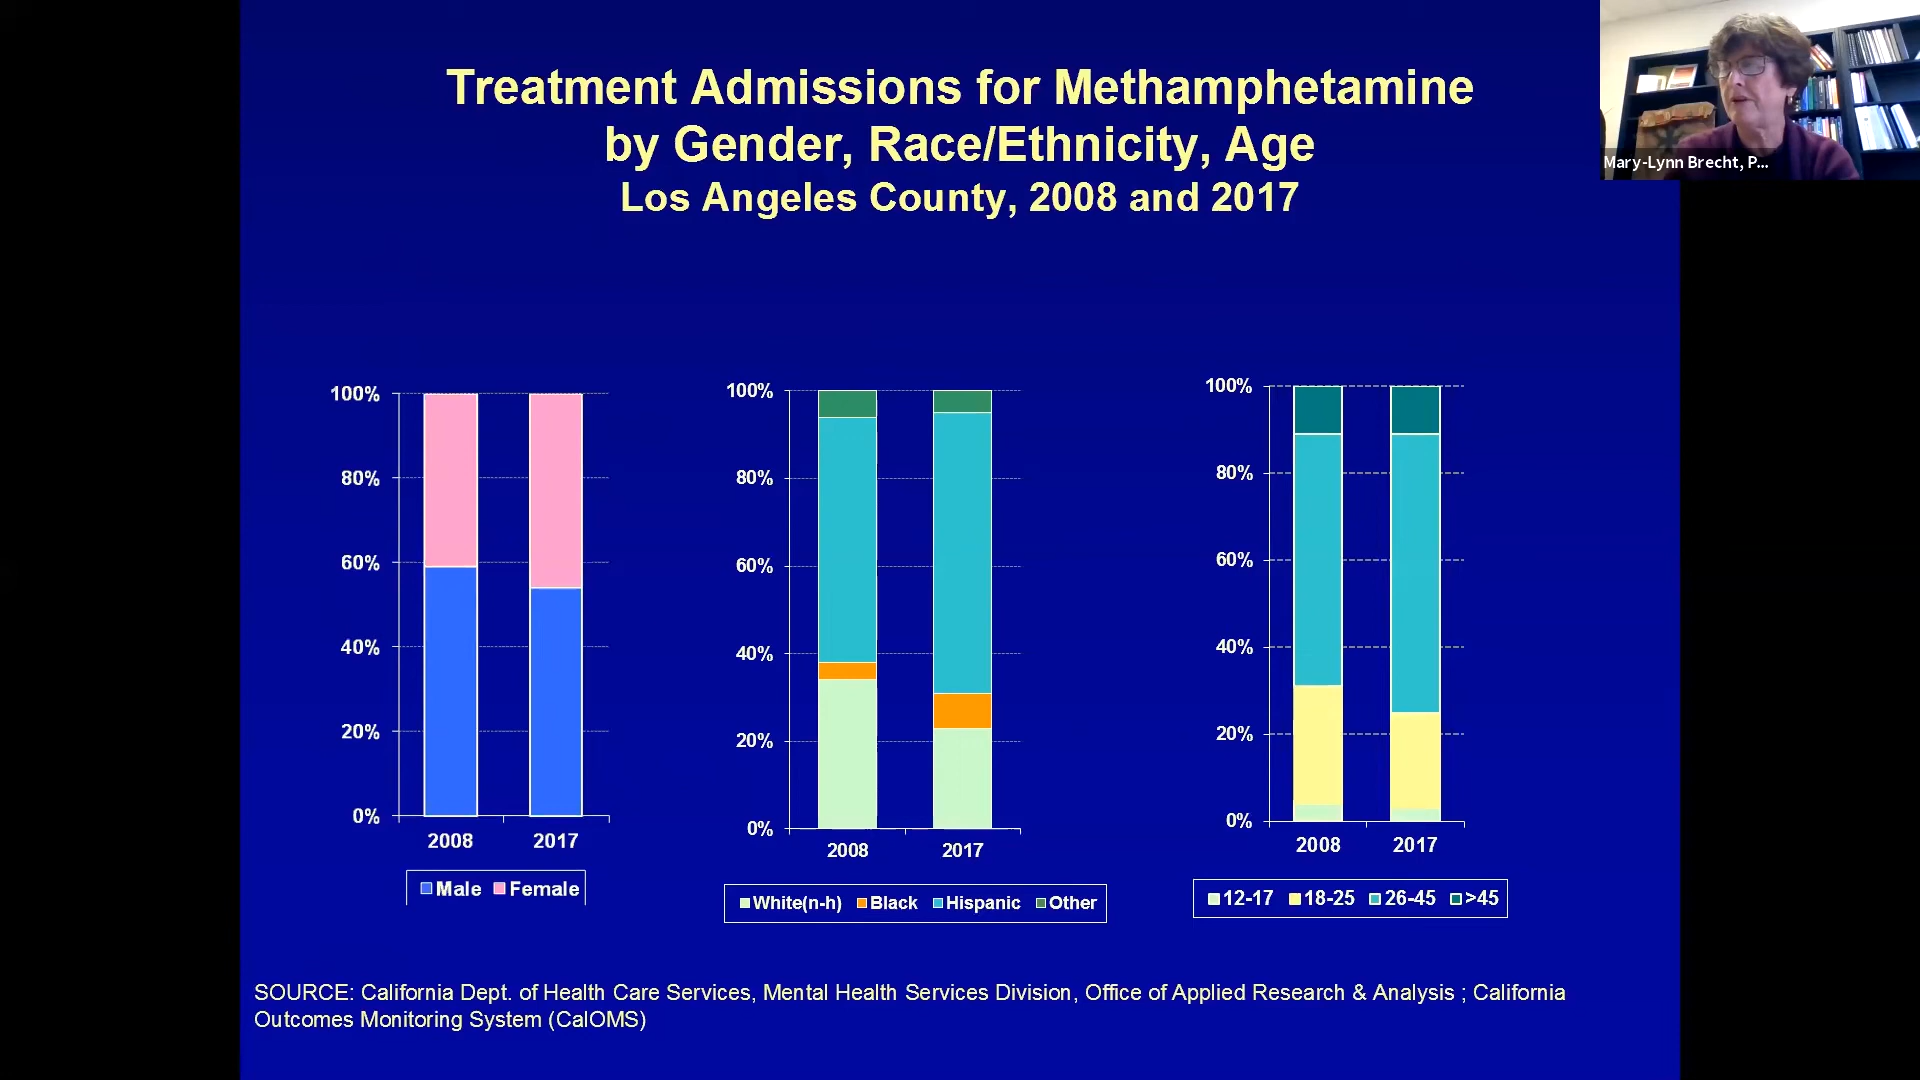 Treatment Admissions for Methamphetamine
by Gender, Race/Ethnicity, Age
Los Angeles County, 2008 and 2017
Mary-Lynn Brecht, P...
100%
80%
60%
40%
20%
0%
2008 2017
Male Female
100%
80%
60%
40%
20%
0%
2008 2017
White(n-h) Black Hispanic Other
100%
80%
60%
40%
20%
0%
2008 2017
12-17 18-25 26-45 >45
SOURCE: California Dept. of Health Care Services, Mental Health Services Division, Office of Applied Research & Analysis ; California
Outcomes Monitoring System (CalOMS)